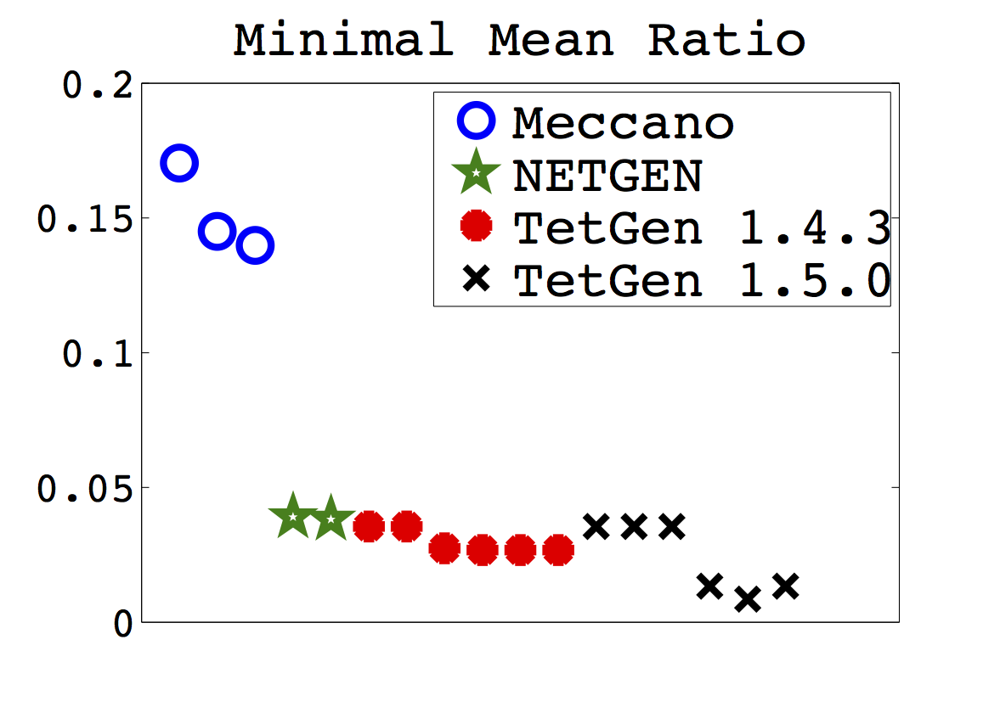 Minimal Mean Ratio
0.2
0.15
0.1
0.05
0
Meccano
NETGEN
TetGen 1.4.3
TetGen 1.5.0